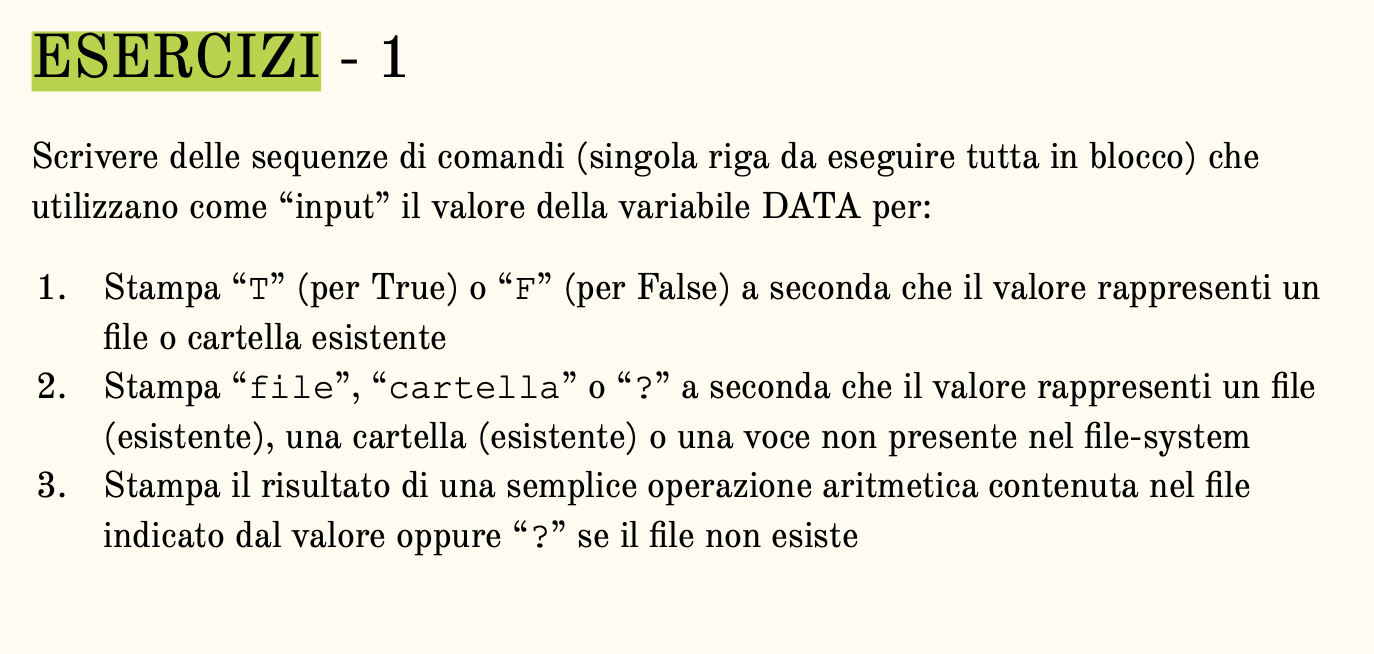 ESERCIZI - 1
Scrivere delle sequenze di comandi (singola riga da eseguire tutta in blocco) che
utilizzano come “input” il valore della variabile DATA per:
1. Stampa “T” (per True) o “F” (per False) a seconda che il valore rappresenti un
file o cartella esistente
2. Stampa “file”, “cartella” o “?” a seconda che il valore rappresenti un file
(esistente), una cartella (esistente) o una voce non presente nel file-system
3. Stampa il risultato di una semplice operazione aritmetica contenuta nel file
indicato dal valore oppure “?” se il file non esiste